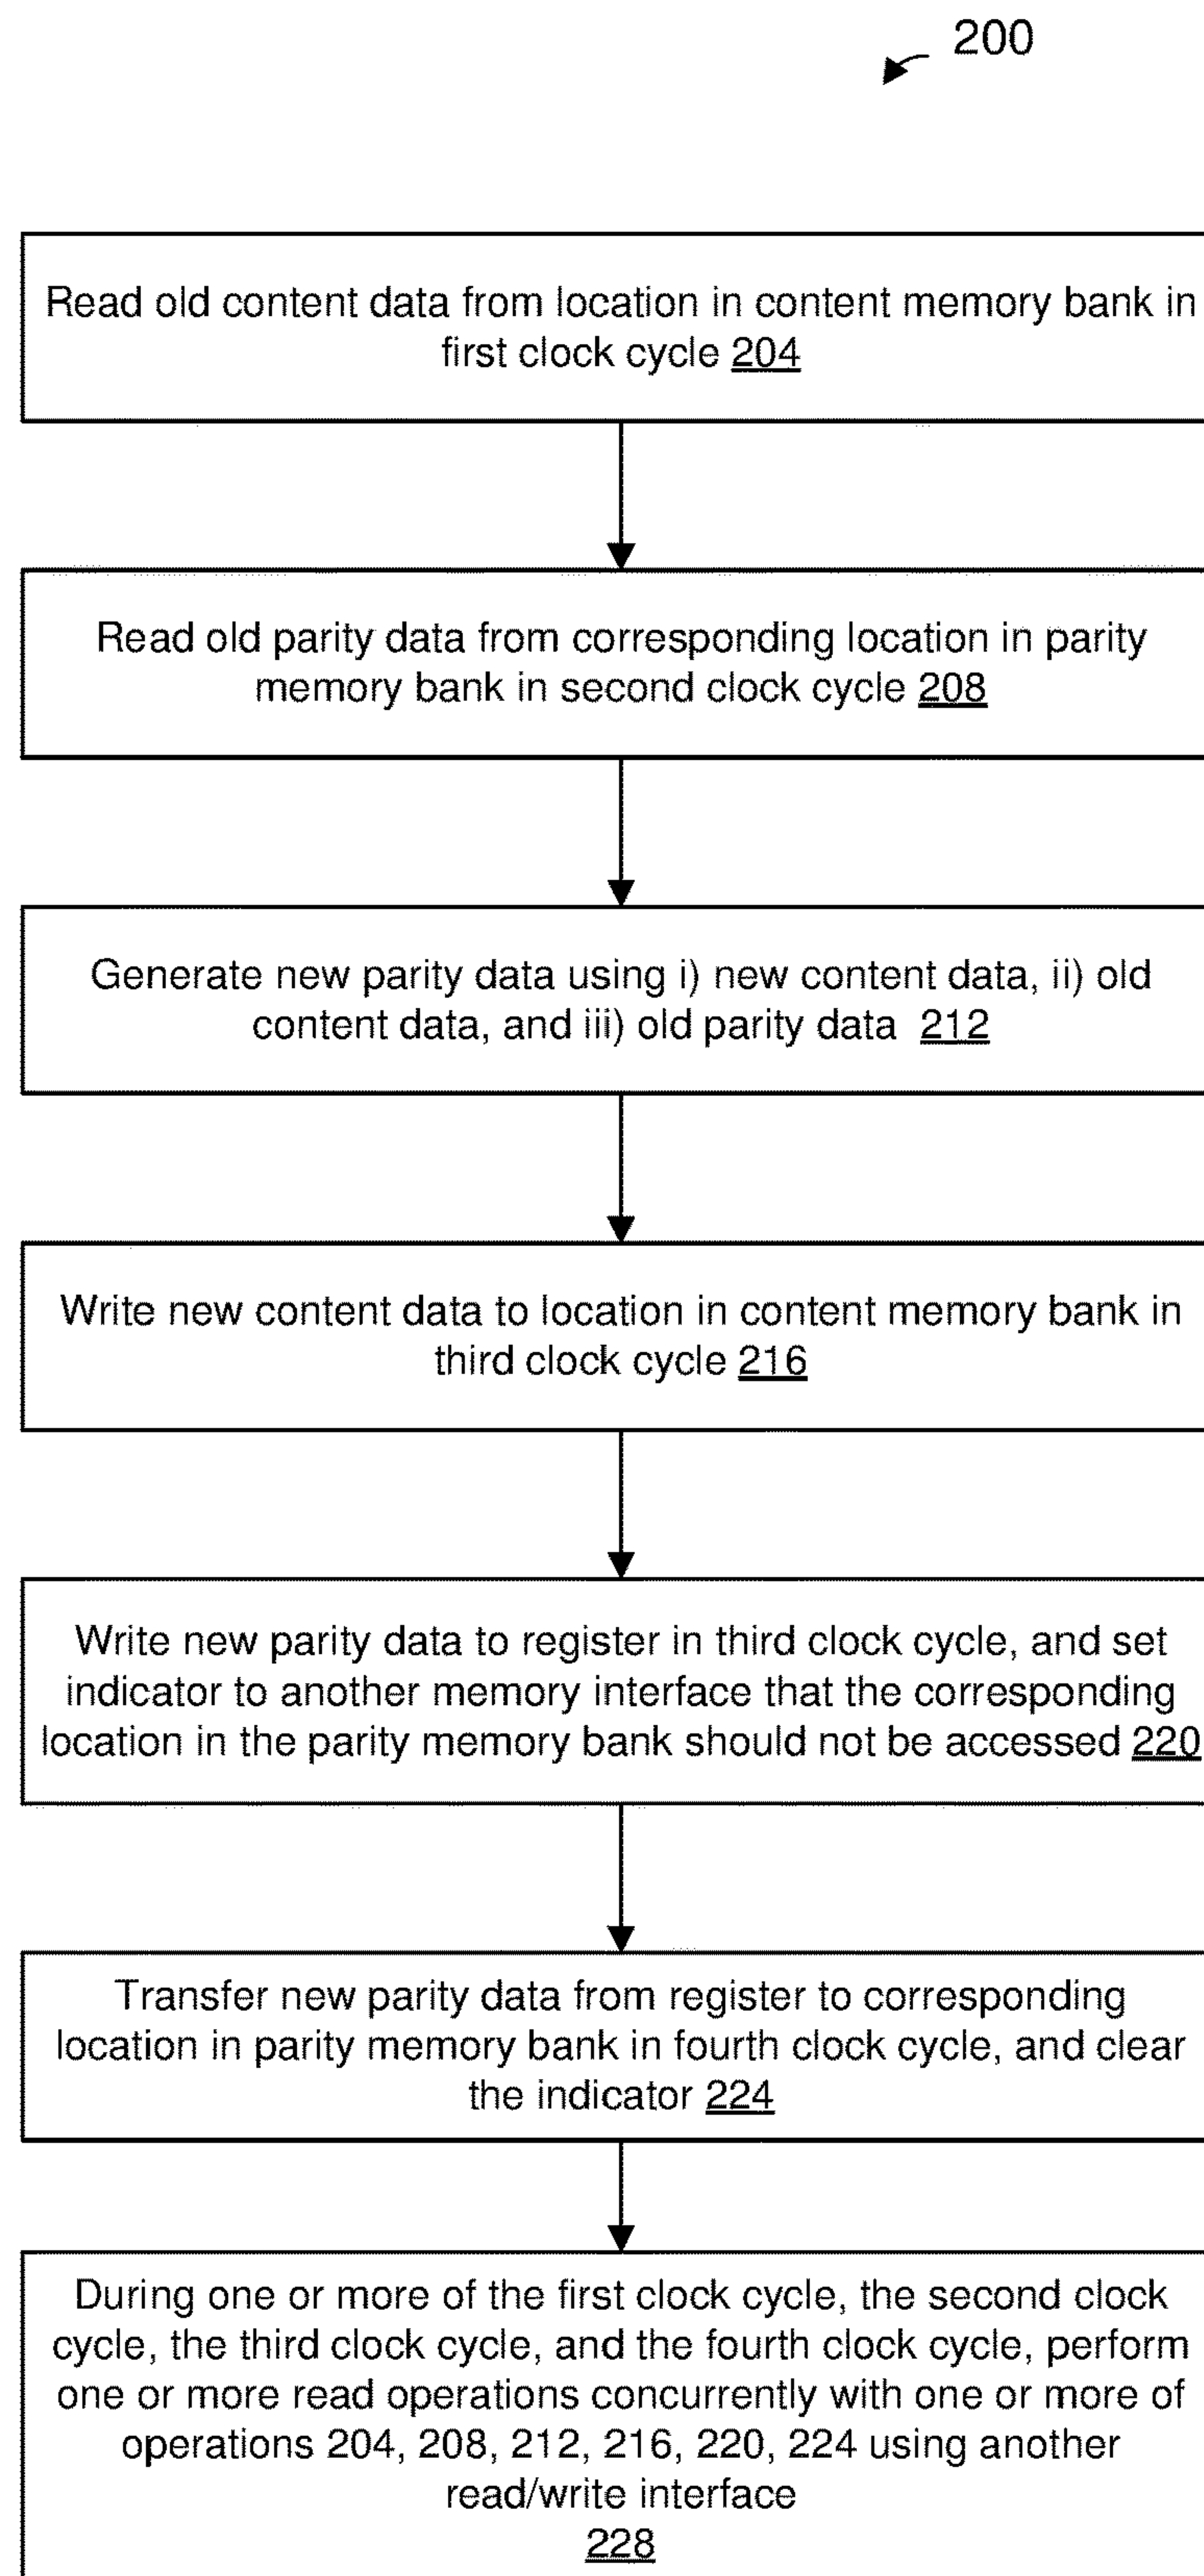 200
Read old content data from location in content memory bank in
first clock cycle 204
Read old parity data from corresponding location in parity
memory bank in second clock cycle 208
Generate new parity data using i) new content data, ii) old
content data, and iii) old parity data 212
Write new content data to location in content memory bank in
third clock cycle 216
Write new parity data to register in third clock cycle, and set
indicator to another memory interface that the corresponding
location in the parity memory bank should not be accessed 220
Transfer new parity data from register to corresponding
location in parity memory bank in fourth clock cycle, and clear
the indicator 224
During one or more of the first clock cycle, the second clock
cycle, the third clock cycle, and the fourth clock cycle, perform
one or more read operations concurrently with one or more of
operations 204, 208, 212, 216, 220, 224 using another
read/write interface
228